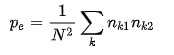 p_e = \frac{1}{N^2} \sum_k n_{k1} n_{k2}